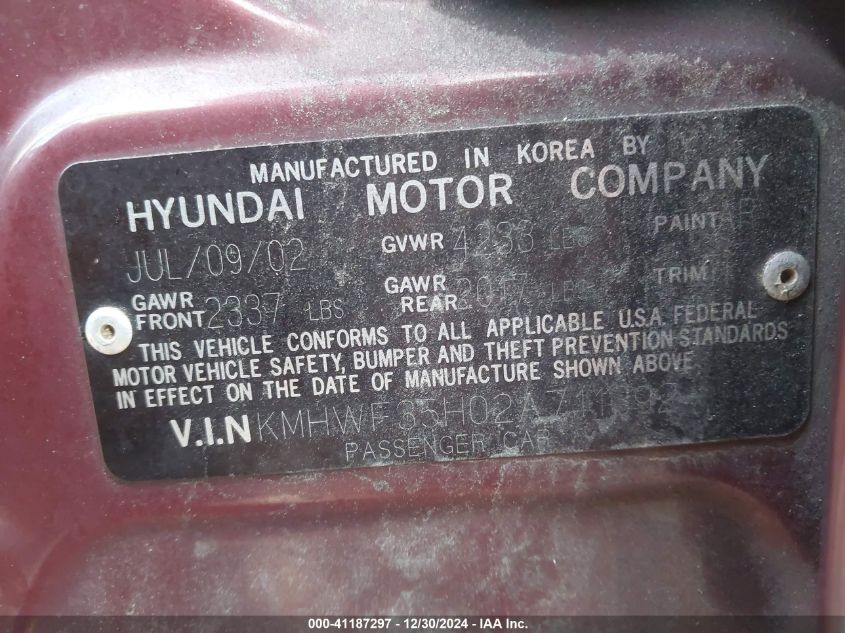 MANUFACTURED IN KOREA BY
HYUNDAI MOTOR COMPANY
JUL/09/02 GVWR 4233 LBS PAINT
GAWR FRONT 2337 LBS GAWR REAR 2017 LBS TRIM
THIS VEHICLE CONFORMS TO ALL APPLICABLE U.S.A. FEDERAL
MOTOR VEHICLE SAFETY, BUMPER AND THEFT PREVENTION STANDARDS
IN EFFECT ON THE DATE OF MANUFACTURE SHOWN ABOVE.
V.I.N
PASSENGER CAR
000-41187297 - 12/30/2024 - IAA Inc.